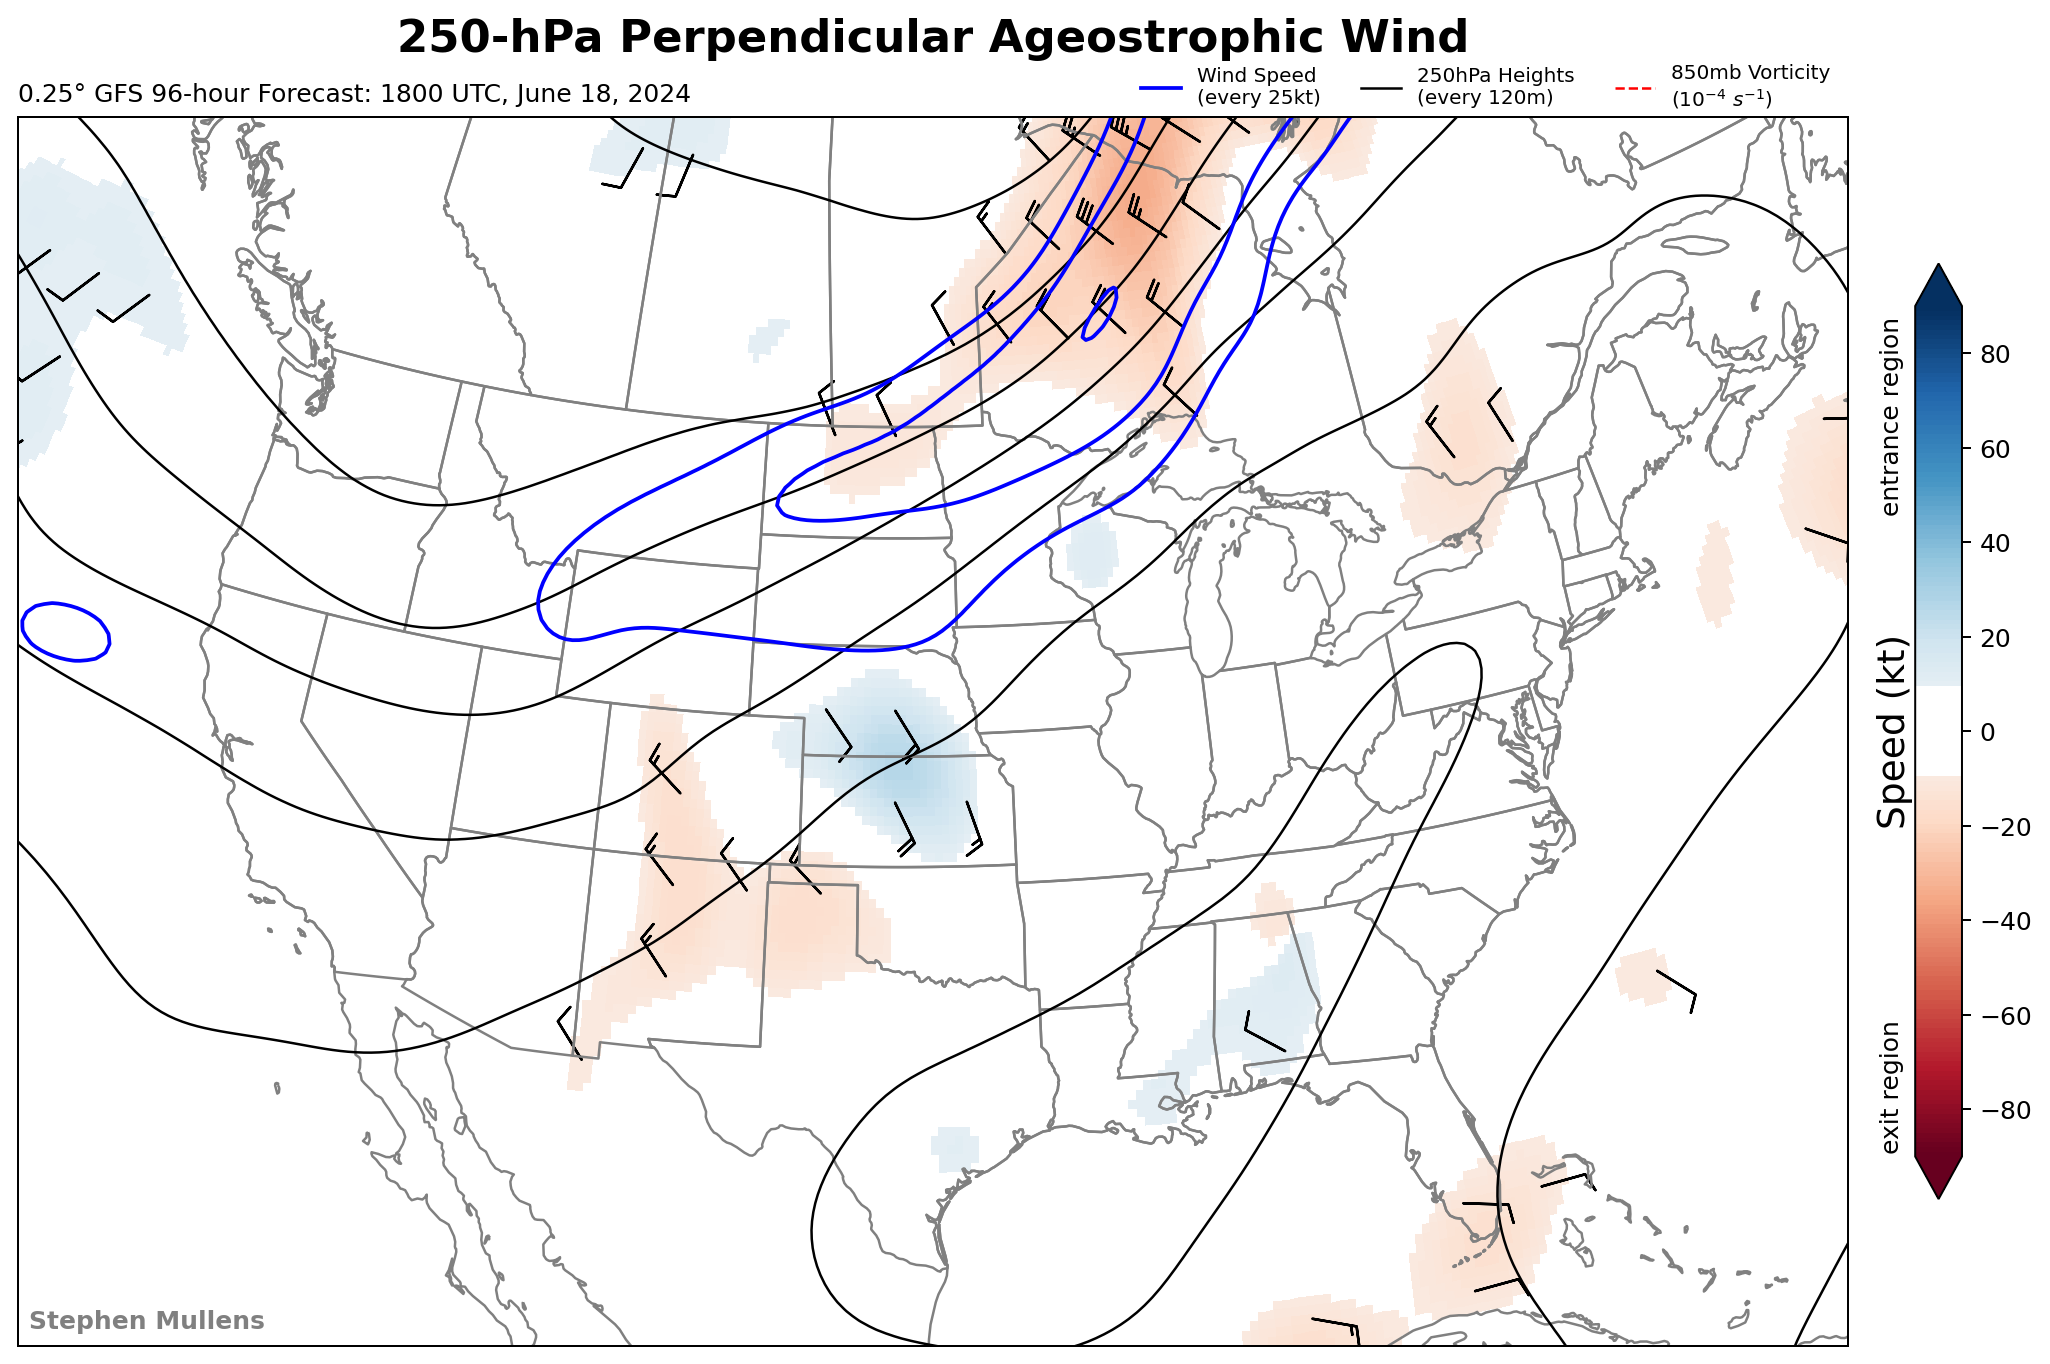 250-hPa Perpendicular Ageostrophic Wind
0.25° GFS 96-hour Forecast: 1800 UTC, June 18, 2024
Wind Speed
(every 25kt)
250hPa Heights
(every 120m)
850mb Vorticity
(10⁻⁴ s⁻¹)
entrance region
Speed (kt)
exit region
80
60
40
20
0
−20
−40
−60
−80
Stephen Mullens